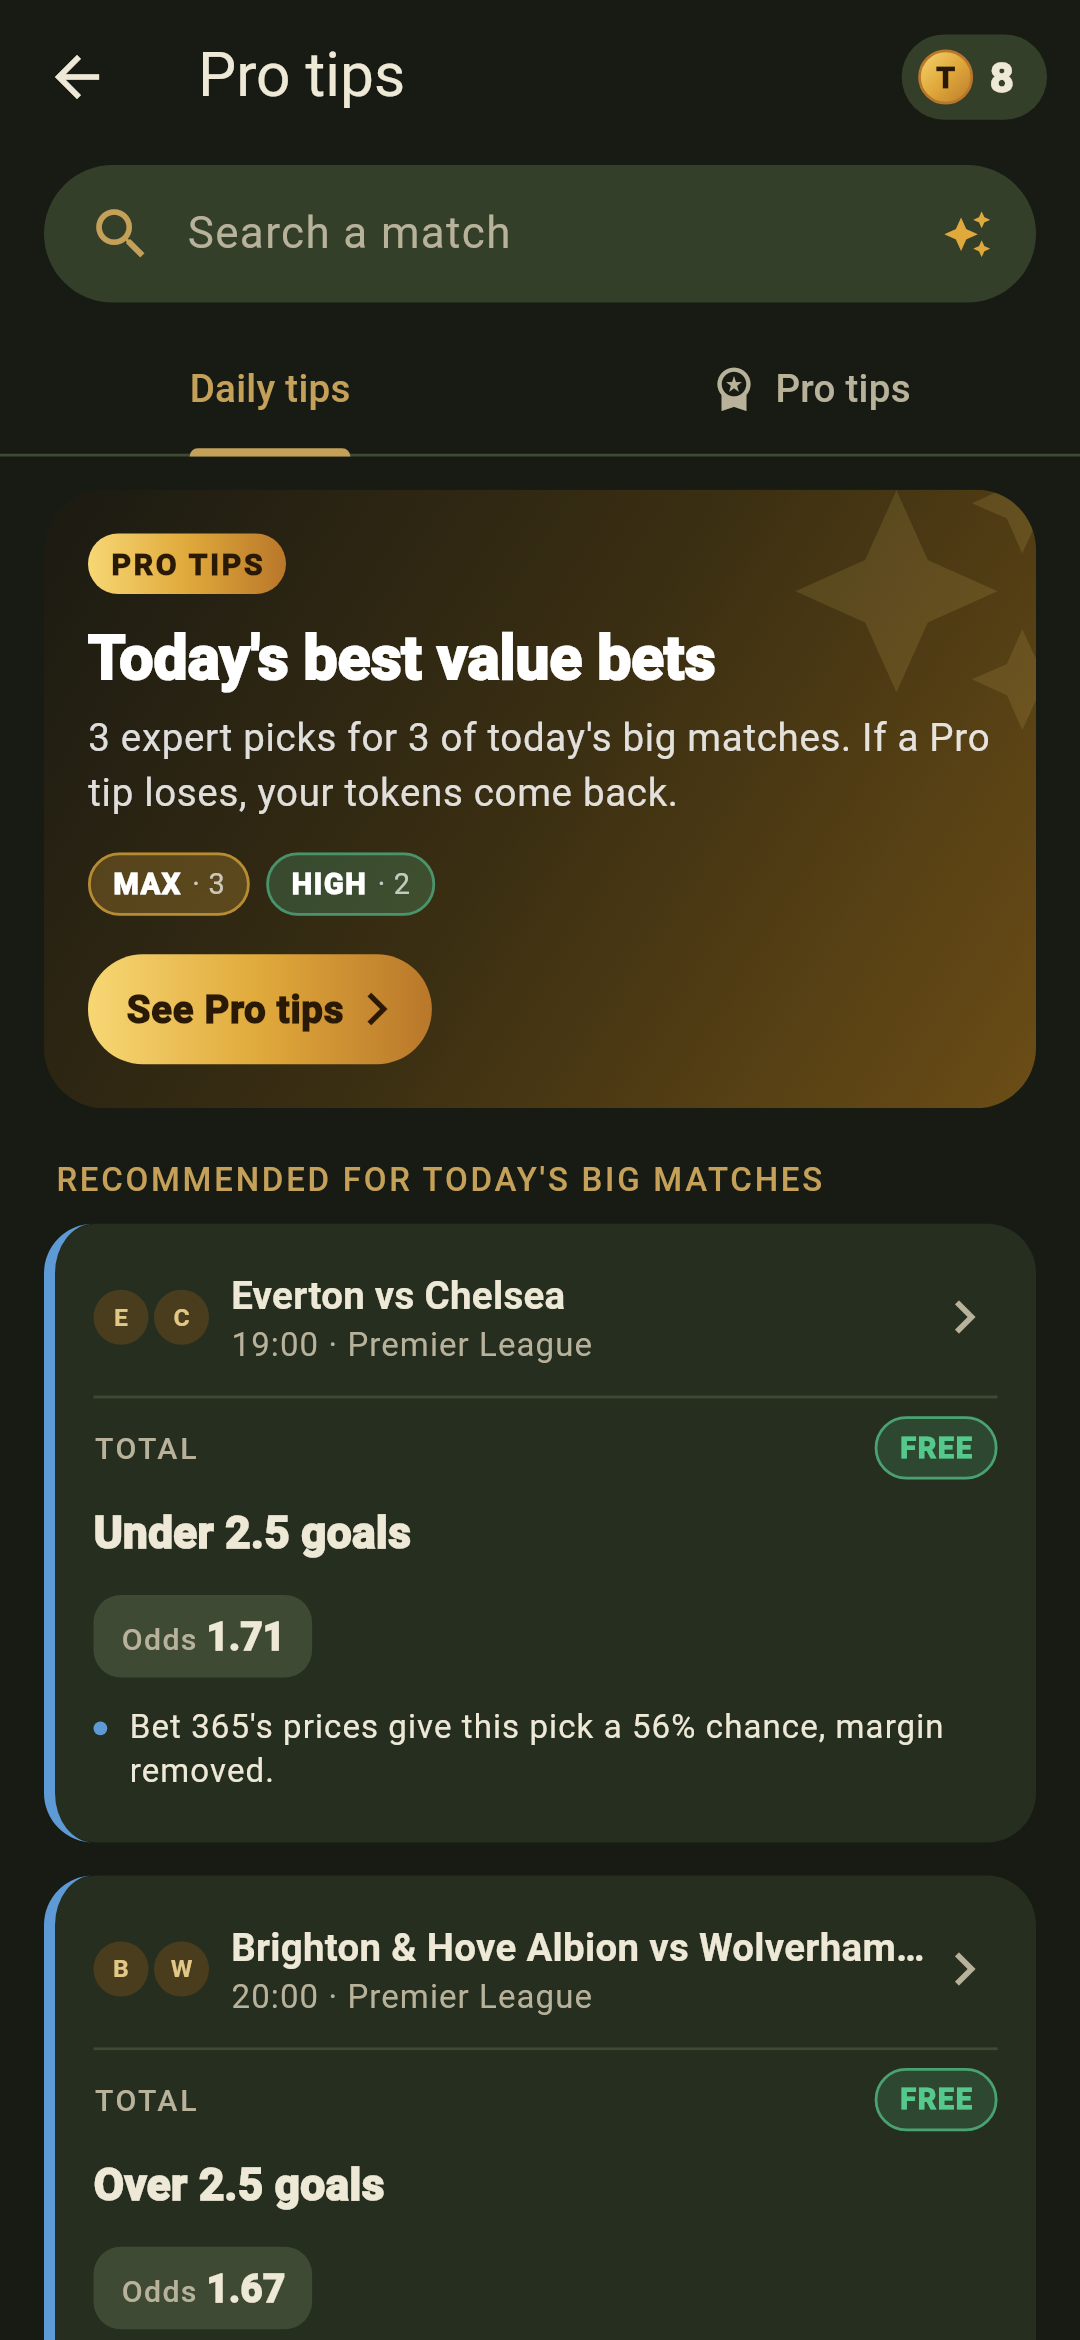 Pro tips
T 8
Search a match
Daily tips
Pro tips
PRO TIPS
Today's best value bets
3 expert picks for 3 of today's big matches. If a Pro
tip loses, your tokens come back.
MAX · 3
HIGH · 2
See Pro tips
RECOMMENDED FOR TODAY'S BIG MATCHES
E C
Everton vs Chelsea
19:00 · Premier League
TOTAL
FREE
Under 2.5 goals
Odds 1.71
Bet 365's prices give this pick a 56% chance, margin
removed.
B W
Brighton & Hove Albion vs Wolverham...
20:00 · Premier League
TOTAL
FREE
Over 2.5 goals
Odds 1.67